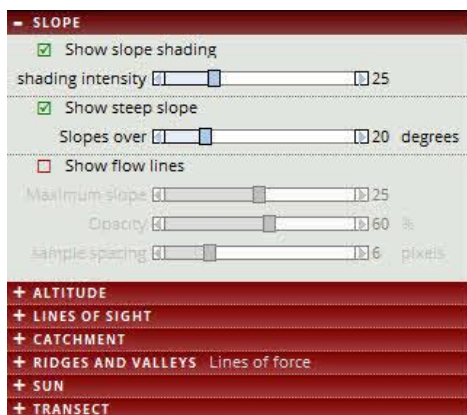 - SLOPE
Show slope shading
shading intensity 25
Show steep slope
Slopes over 20 degrees
Show flow lines
Maximum slope 25
Opacity 60 %
sample spacing 6 pixels
+ ALTITUDE
+ LINES OF SIGHT
+ CATCHMENT
+ RIDGES AND VALLEYS Lines of force
+ SUN
+ TRANSECT